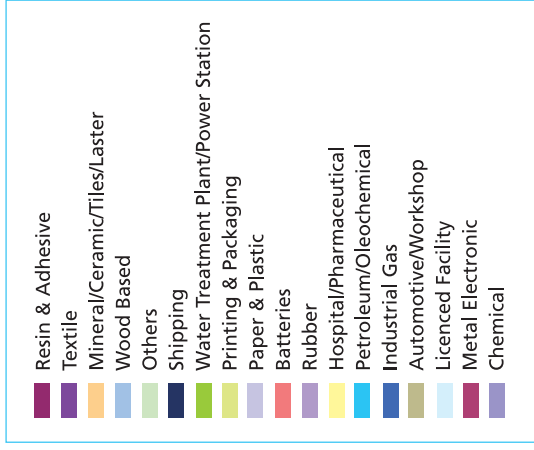 Resin & Adhesive
Textile
Mineral/Ceramic/Tiles/Laster
Wood Based
Others
Shipping
Water Treatment Plant/Power Station
Printing & Packaging
Paper & Plastic
Batteries
Rubber
Hospital/Pharmaceutical
Petroleum/Oleochemical
Industrial Gas
Automotive/Workshop
Licenced Facility
Metal Electronic
Chemical